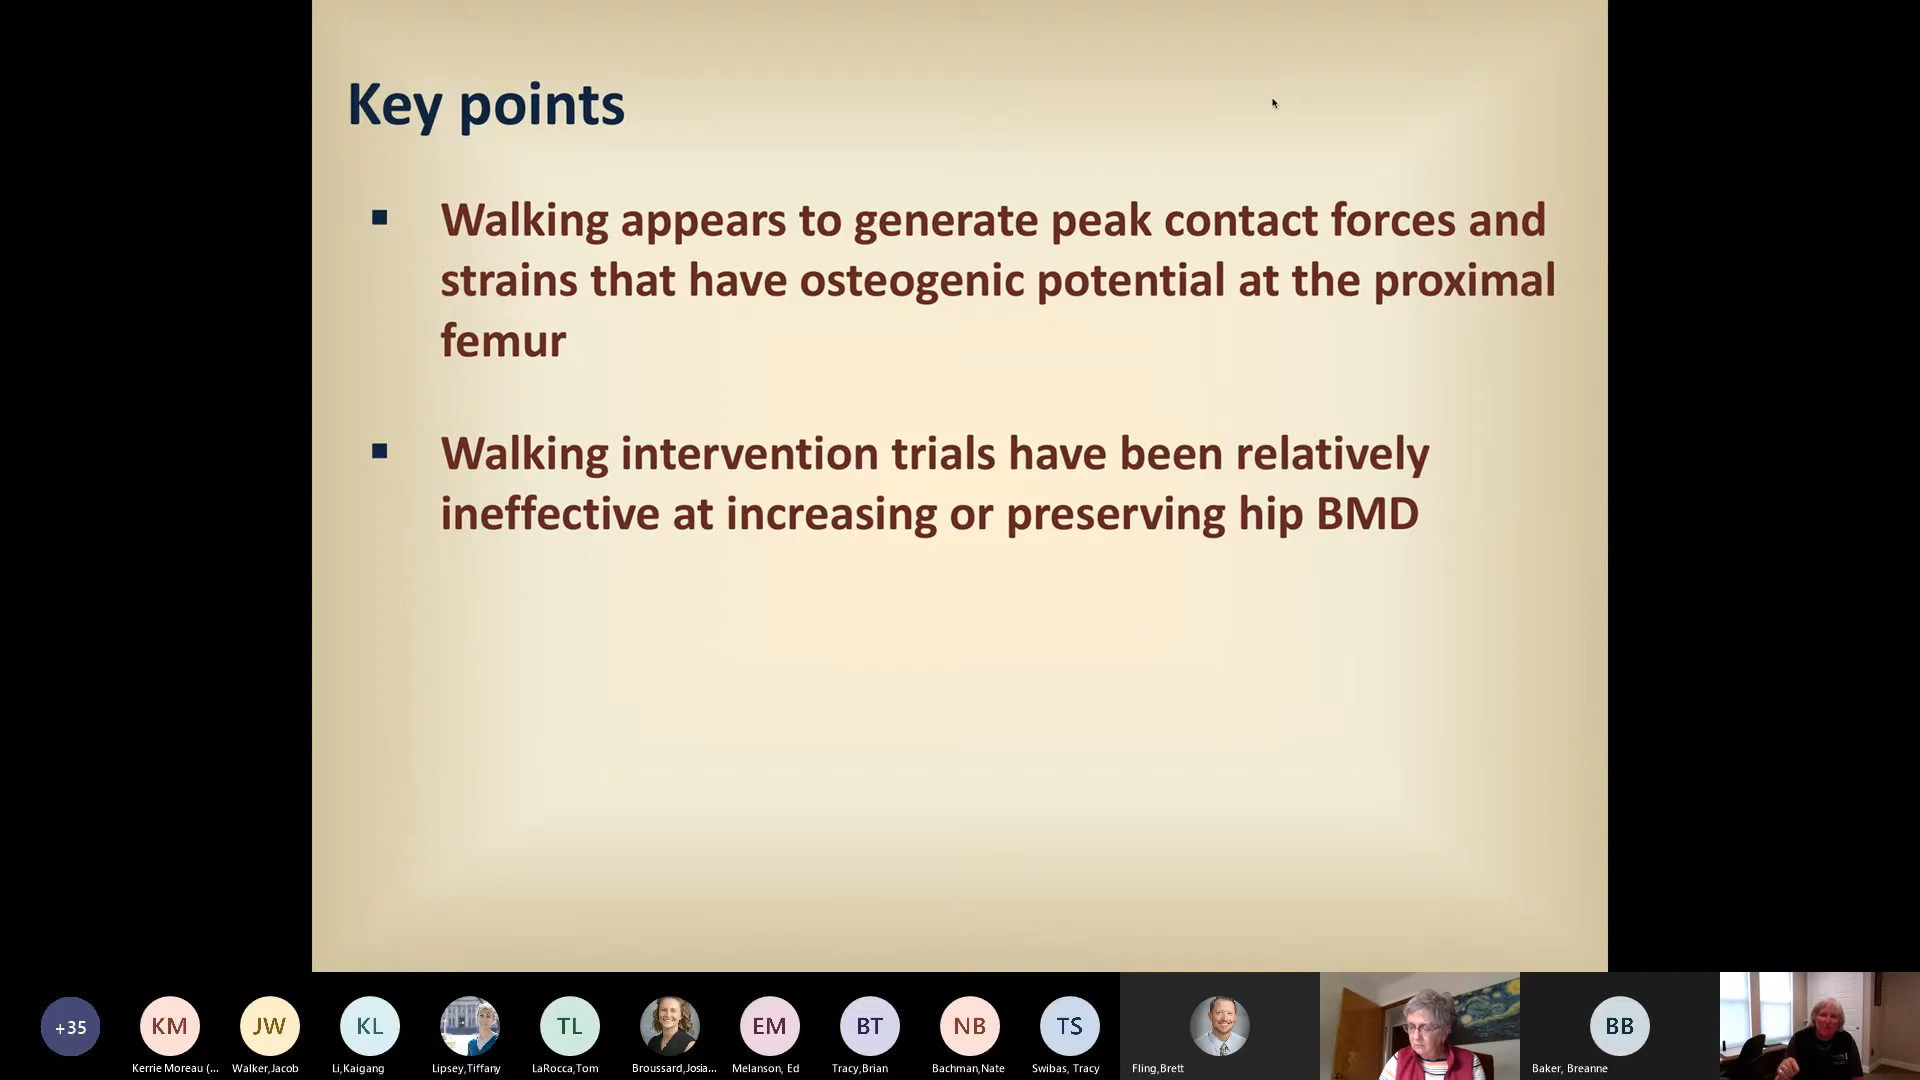 Key points
Walking appears to generate peak contact forces and
strains that have osteogenic potential at the proximal
femur
Walking intervention trials have been relatively
ineffective at increasing or preserving hip BMD
+35
KM
JW
KL
TL
EM
BT
NB
TS
BB
Kerrie Moreau (...
Walker,Jacob
Li,Kaigang
Lipsey,Tiffany
LaRocca,Tom
Broussard,Josia...
Melanson, Ed
Tracy,Brian
Bachman,Nate
Swibas, Tracy
Fling,Brett
Baker, Breanne